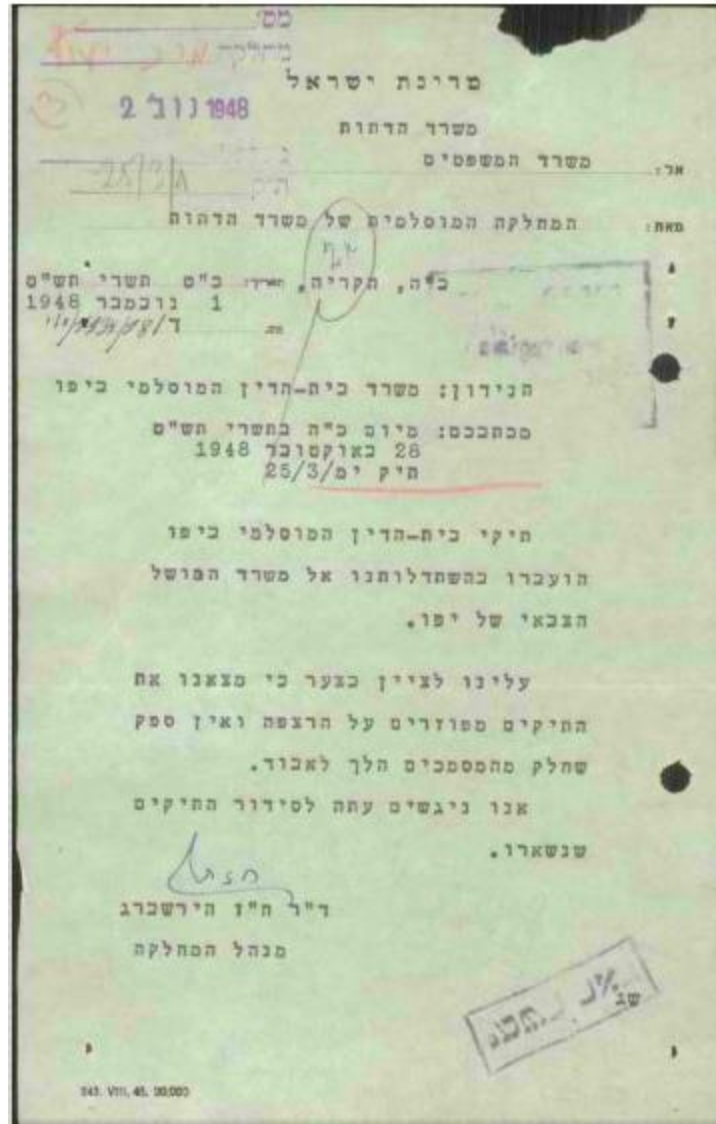 מדינת ישראל
2 נוב 1948
משרד הדתות
אל: משרד המשפטים
מאת: המחלקה המוסלמית של משרד הדתות
כ"ה, הקריה, תאריך: כ"ט תשרי תש"ט
1 נובמבר 1948
הנידון: משרד בית-הדין המוסלמי ביפו
מכתבכם: מיום כ"ה בתשרי תש"ט
28 באוקטובר 1948
תיק ימ/25/3
תיקי בית-הדין המוסלמי ביפו
הועברו בהשתדלותנו אל משרד המושל
הצבאי של יפו.
עלינו לציין בצער כי מצאנו את
התיקים מפוזרים על הרצפה ואין ספק
שחלק מהמסמכים הלך לאבוד.
אנו ניגשים עתה לסידור התיקים
שנשארו.
ד"ר ח"ז הירשברג
מנהל המחלקה
שג